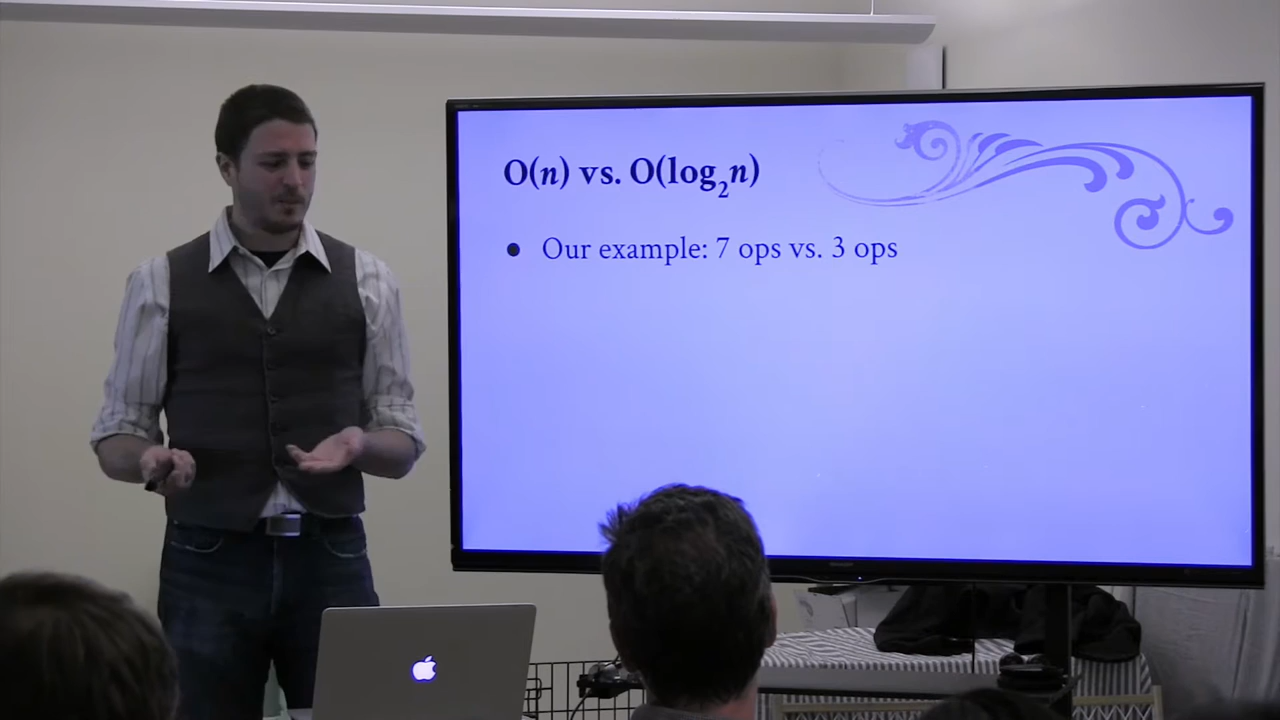 O(n) vs. O(log₂n)
• Our example: 7 ops vs. 3 ops